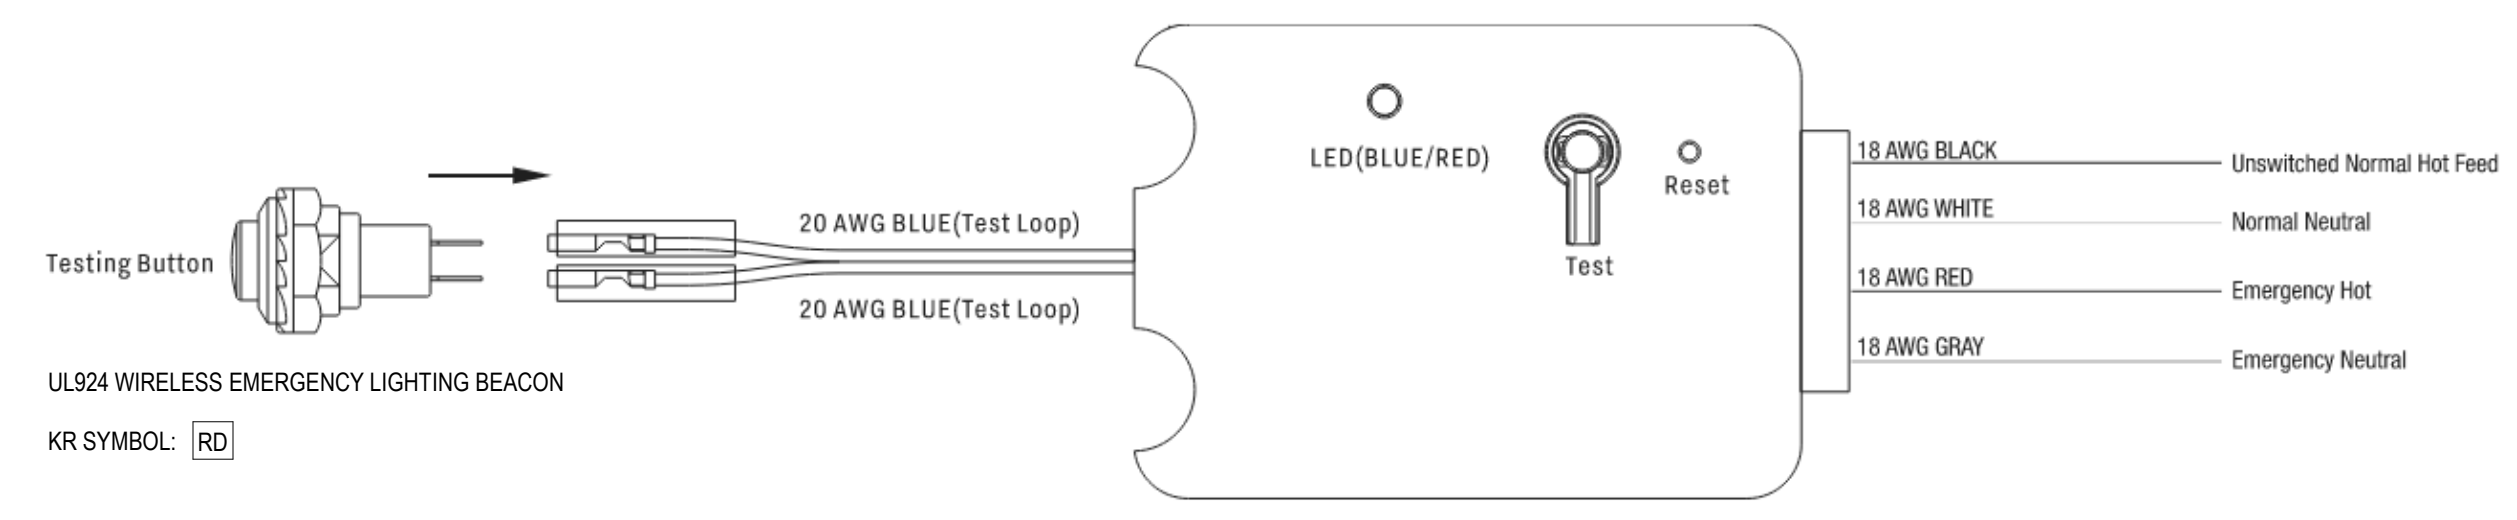 LED(BLUE/RED)
Reset
Test
18 AWG BLACK
Unswitched Normal Hot Feed
18 AWG WHITE
Normal Neutral
18 AWG RED
Emergency Hot
18 AWG GRAY
Emergency Neutral
20 AWG BLUE(Test Loop)
Testing Button
20 AWG BLUE(Test Loop)
UL924 WIRELESS EMERGENCY LIGHTING BEACON
KR SYMBOL: RD